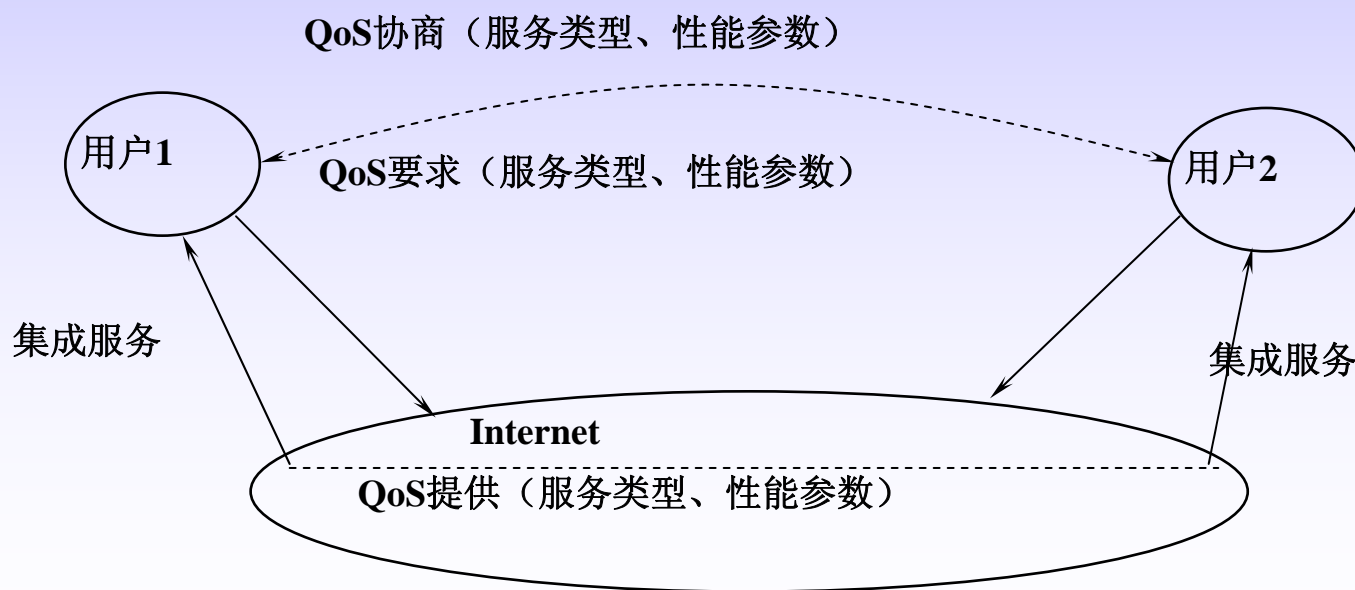 QoS协商（服务类型、性能参数）
用户1
QoS要求（服务类型、性能参数）
用户2
集成服务
集成服务
Internet
QoS提供（服务类型、性能参数）